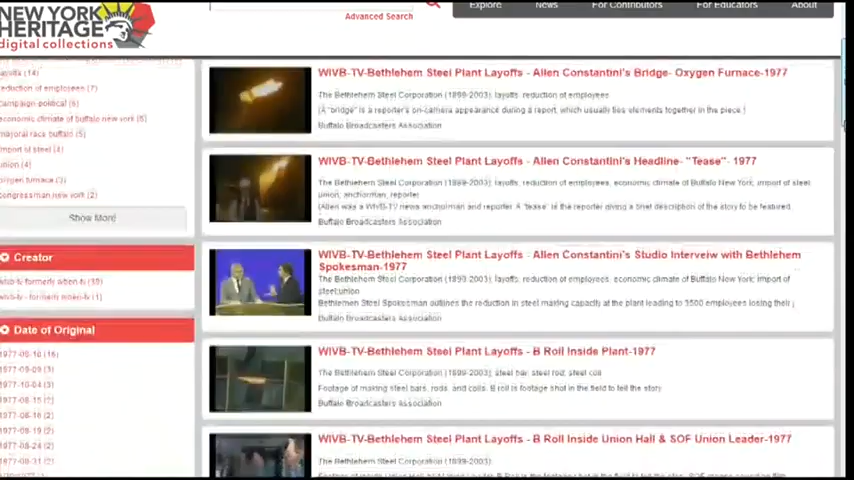 NEW YORK
HERITAGE
digital collections
Advanced Search
Explore
News
For Contributors
For Educators
About
layoffs (14)
reduction of employees (7)
campaign political (6)
economic climate of buffalo new york (6)
mayoral race buffalo (5)
import of steel (4)
union (4)
oxygen furnace (3)
congressman new york (2)
Show More
Creator
Date of Original
1977-09-09 (3)
1977-10-04 (3)
1977-08-15 (2)
1977-08-16 (2)
1977-08-19 (2)
1977-08-24 (2)
1977-08-31 (2)
WIVB-TV-Bethlehem Steel Plant Layoffs - Allen Constantini's Bridge- Oxygen Furnace-1977
The Bethlehem Steel Corporation (1899-2003); layoffs; reduction of employees
(A "bridge" is a reporter's on-camera appearance during a report, which usually ties elements together in the piece.)
Buffalo Broadcasters Association
WIVB-TV-Bethlehem Steel Plant Layoffs - Allen Constantini's Headline- "Tease"- 1977
The Bethlehem Steel Corporation (1899-2003); layoffs; reduction of employees; economic climate of Buffalo New York; import of steel
union; anchorman; reporter
(Allen was a WIVB-TV news anchorman and reporter. A "tease" is the reporter giving a brief description of the story to be featured.
Buffalo Broadcasters Association
WIVB-TV-Bethlehem Steel Plant Layoffs - Allen Constantini's Studio Interveiw with Bethlehem
Spokesman-1977
The Bethlehem Steel Corporation (1899-2003); layoffs; reduction of employees; economic climate of Buffalo New York; import of
steel;union
Bethlehem Steel Spokesman outlines the reduction in steel making capacity at the plant leading to 3500 employees losing their
Buffalo Broadcasters Association
WIVB-TV-Bethlehem Steel Plant Layoffs - B Roll Inside Plant-1977
The Bethlehem Steel Corporation (1899-2003); steel bar; steel rod; steel coil
Footage of making steel bars, rods, and coils. B roll is footage shot in the field to tell the story
Buffalo Broadcasters Association
WIVB-TV-Bethlehem Steel Plant Layoffs - B Roll Inside Union Hall & SOF Union Leader-1977
The Bethlehem Steel Corporation (1899-2003)